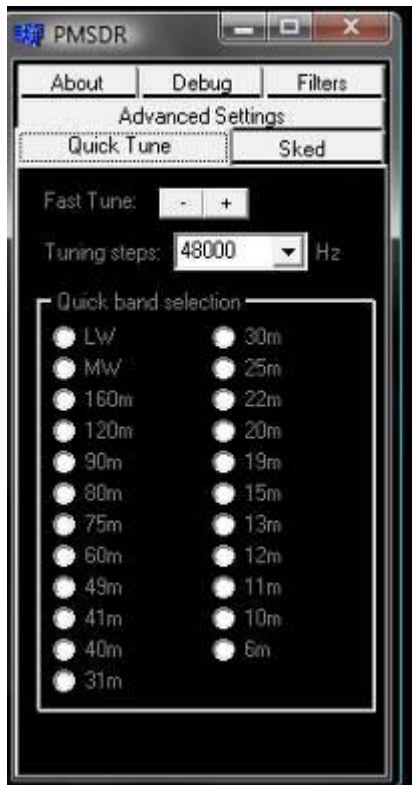 PMSDR
About Debug Filters
Advanced Settings
Quick Tune Sked
Fast Tune: - +
Tuning steps: 48000 Hz
Quick band selection
LW 30m
MW 25m
160m 22m
120m 20m
90m 19m
80m 15m
75m 13m
60m 12m
49m 11m
41m 10m
40m 6m
31m